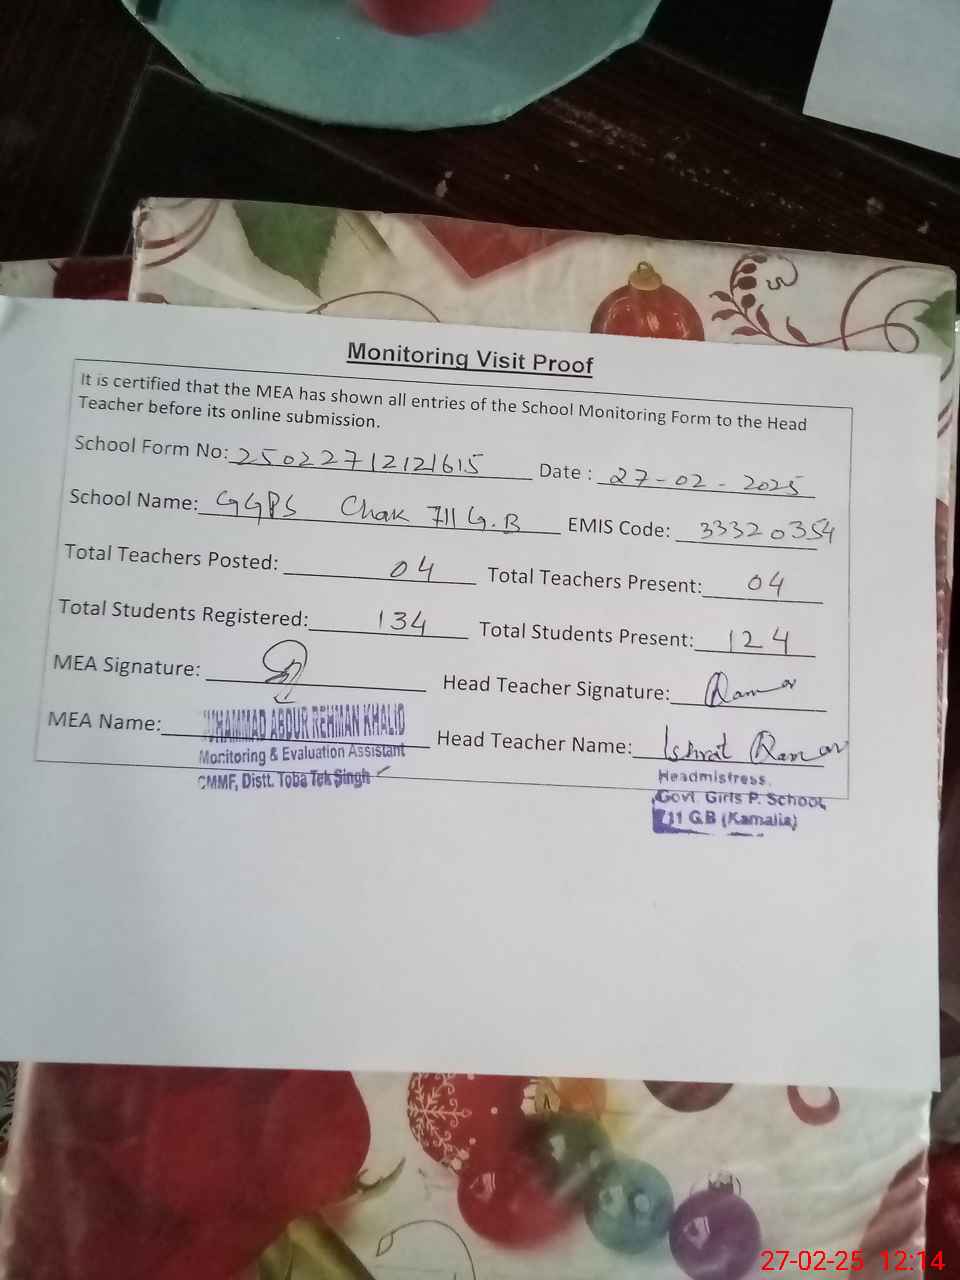 Monitoring Visit Proof
It is certified that the MEA has shown all entries of the School Monitoring Form to the Head
Teacher before its online submission.
School Form No: 25022712121615 Date : 27-02-2025
School Name: GGPS Chak 711 G.B EMIS Code: 33320354
Total Teachers Posted: 04 Total Teachers Present: 04
Total Students Registered: 134 Total Students Present: 124
MEA Signature: Head Teacher Signature:
MEA Name: MUHAMMAD ABDUR REHMAN KHALID Head Teacher Name: Ishrat
Monitoring & Evaluation Assistant
CMMF, Distt. Toba Tek Singh
Headmistress,
Govt. Girls P. School,
711 G.B (Kamalia)
27-02-25 12:14